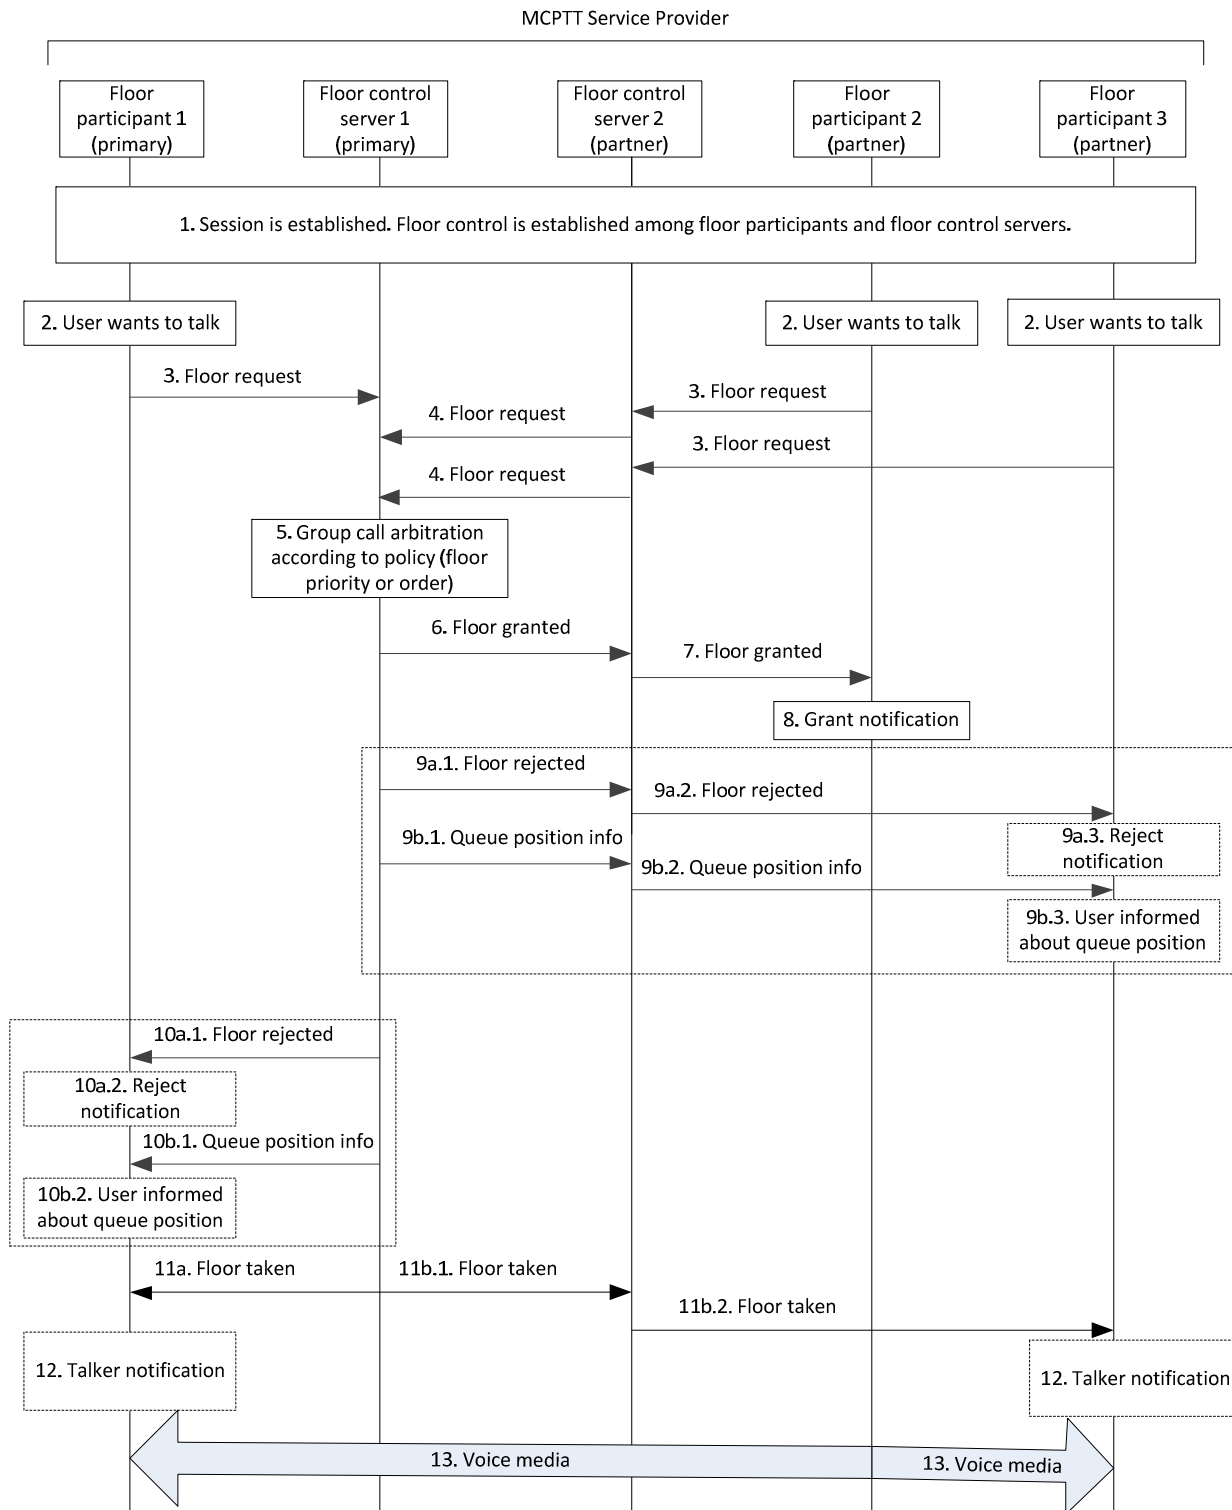 MCPTT Service Provider
Floor
participant 1
(primary)
Floor control
server 1
(primary)
Floor control
server 2
(partner)
Floor
participant 2
(partner)
Floor
participant 3
(partner)
1. Session is established. Floor control is established among floor participants and floor control servers.
2. User wants to talk
2. User wants to talk
2. User wants to talk
3. Floor request
3. Floor request
4. Floor request
3. Floor request
4. Floor request
5. Group call arbitration
according to policy (floor
priority or order)
6. Floor granted
7. Floor granted
8. Grant notification
9a.1. Floor rejected
9a.2. Floor rejected
9a.3. Reject
notification
9b.1. Queue position info
9b.2. Queue position info
9b.3. User informed
about queue position
10a.1. Floor rejected
10a.2. Reject
notification
10b.1. Queue position info
10b.2. User informed
about queue position
11a. Floor taken
11b.1. Floor taken
11b.2. Floor taken
12. Talker notification
12. Talker notification
13. Voice media
13. Voice media